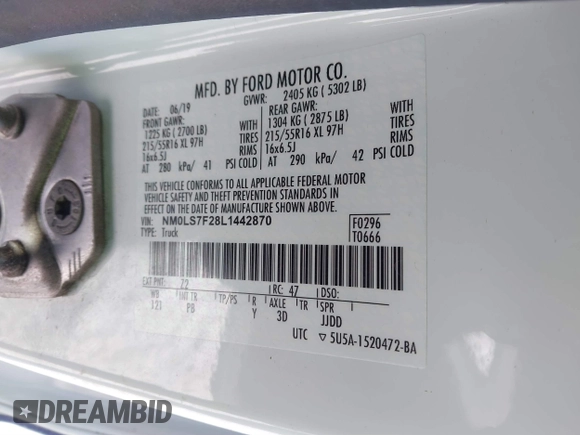 MFD. BY FORD MOTOR CO.
DATE: 06/19 GVWR: 2405 KG ( 5302 LB)
FRONT GAWR: REAR GAWR:
1225 KG ( 2700 LB) WITH 1304 KG ( 2875 LB) WITH
215/55R16 XL 97H TIRES 215/55R16 XL 97H TIRES
16x6.5J RIMS 16x6.5J RIMS
AT 280 kPa/ 41 PSI COLD AT 290 kPa/ 42 PSI COLD
THIS VEHICLE CONFORMS TO ALL APPLICABLE FEDERAL MOTOR
VEHICLE SAFETY AND THEFT PREVENTION STANDARDS IN
EFFECT ON THE DATE OF MANUFACTURE SHOWN ABOVE.
VIN: NM0LS7F28L1442870 F0296
TYPE: Truck T0666
EXT PNT: Z2 RC: 47 DSO:
WB INT TR TP/PS R AXLE TR SPR
121 PB Y 3D JJDD
UTC 5U5A-1520472-BA
DREAMBID